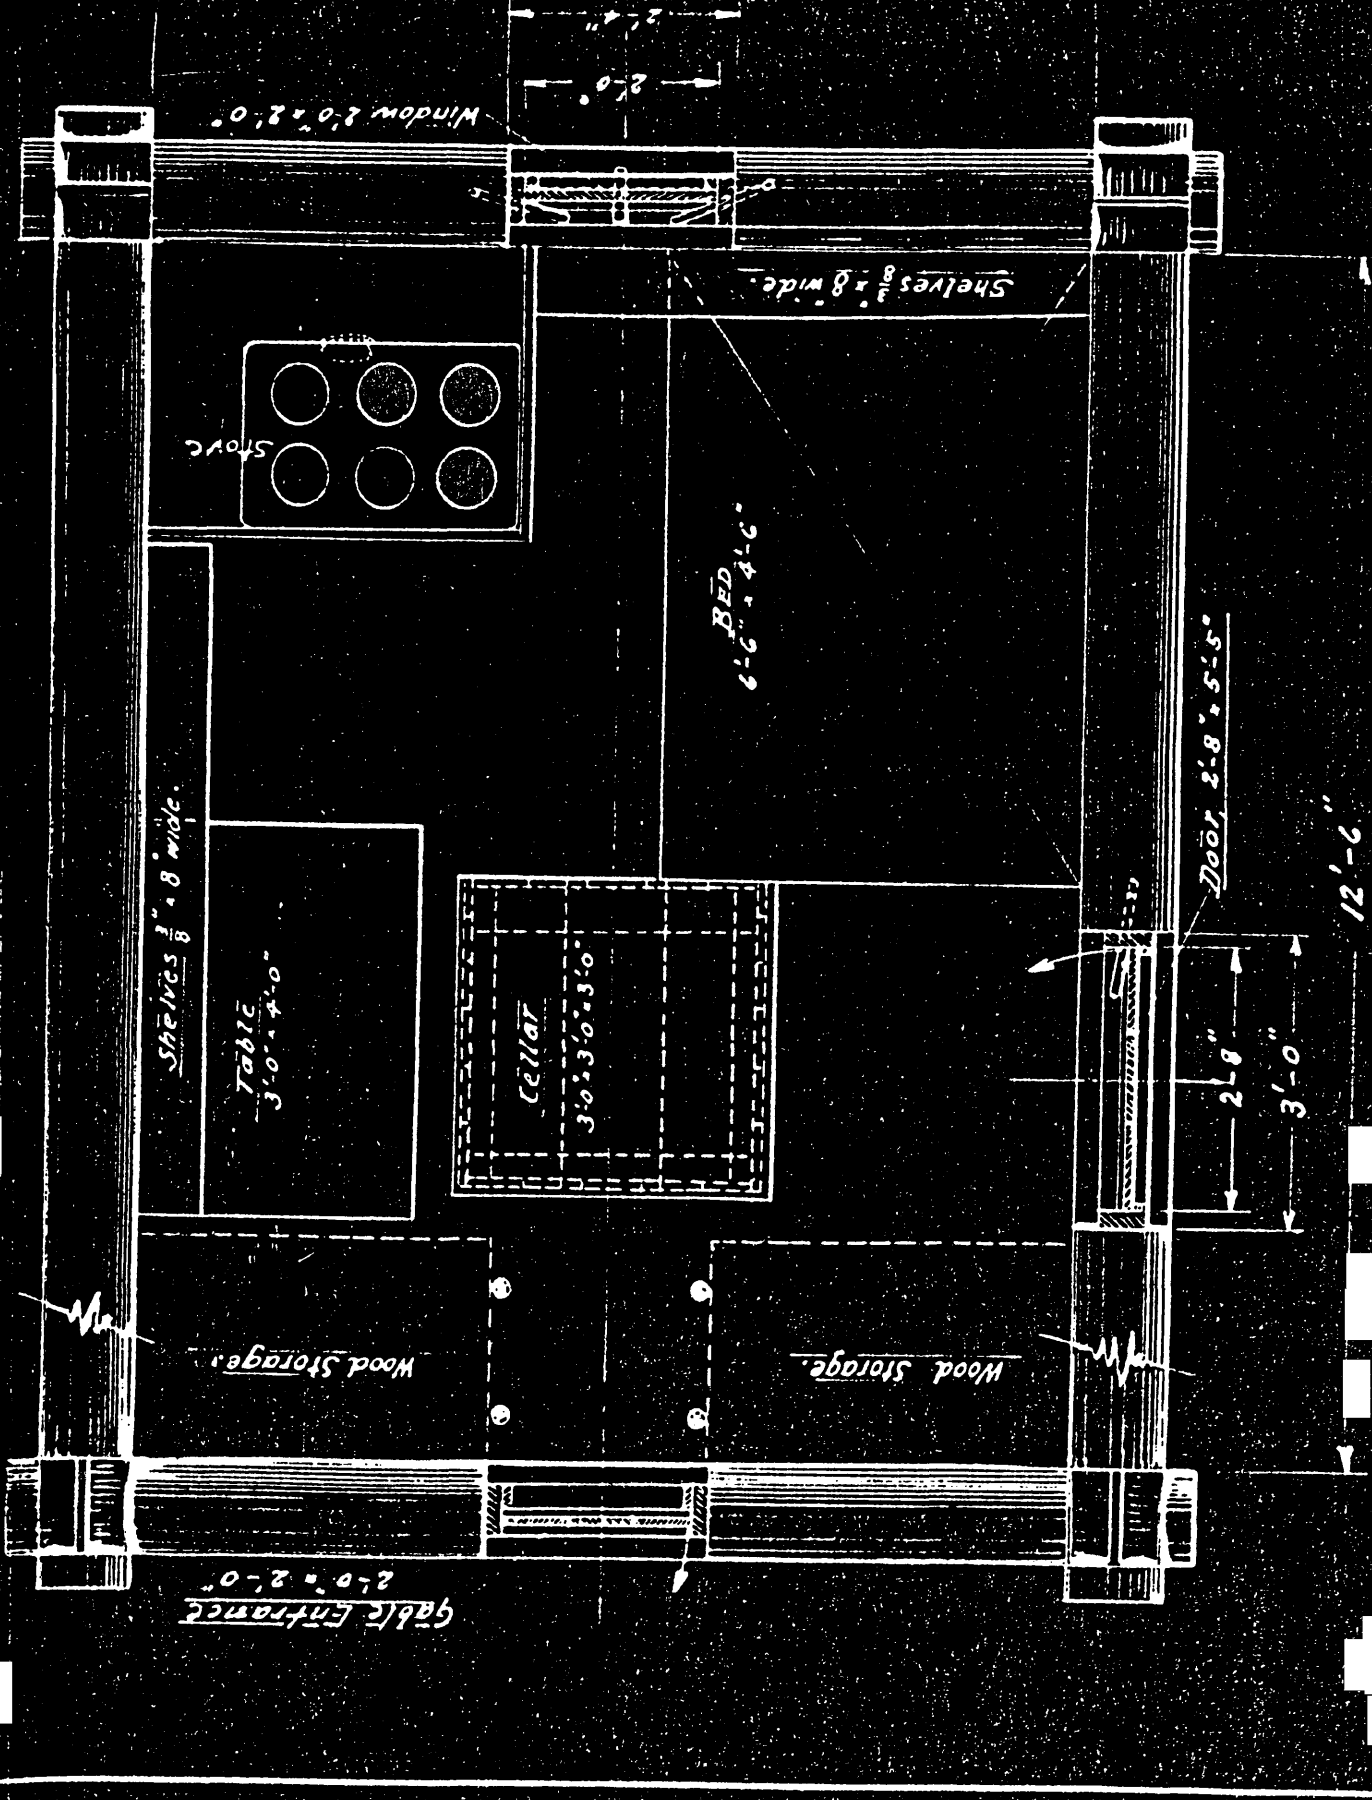 2'-4"
2'-0"
Window 2'-0" x 2'-0"
Shelves 3/8" x 8" wide.
Stove
BED
6'-6" x 4'-6"
Door, 2'-8" x 5'-5"
12'-6"
Shelves 3/8" x 8" wide.
Table
3'-0" x 4'-0"
Cellar
3'-0" x 3'-0" x 3'-0"
2'-8"
3'-0"
Wood Storage.
Wood Storage.
Gable Entrance
2'-0" x 2'-0"